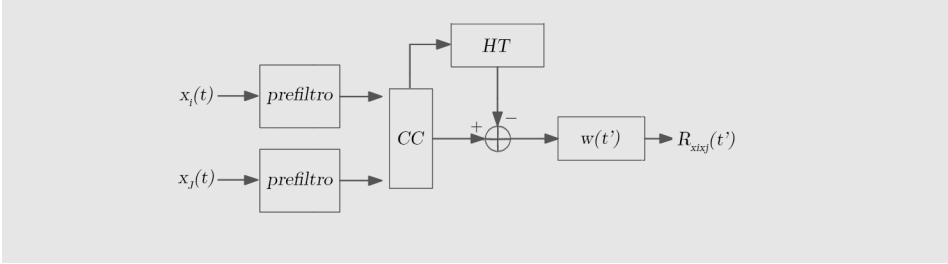 HT
x_i(t)
prefiltro
CC
+
−
w(t’)
R_xixj(t’)
x_J(t)
prefiltro